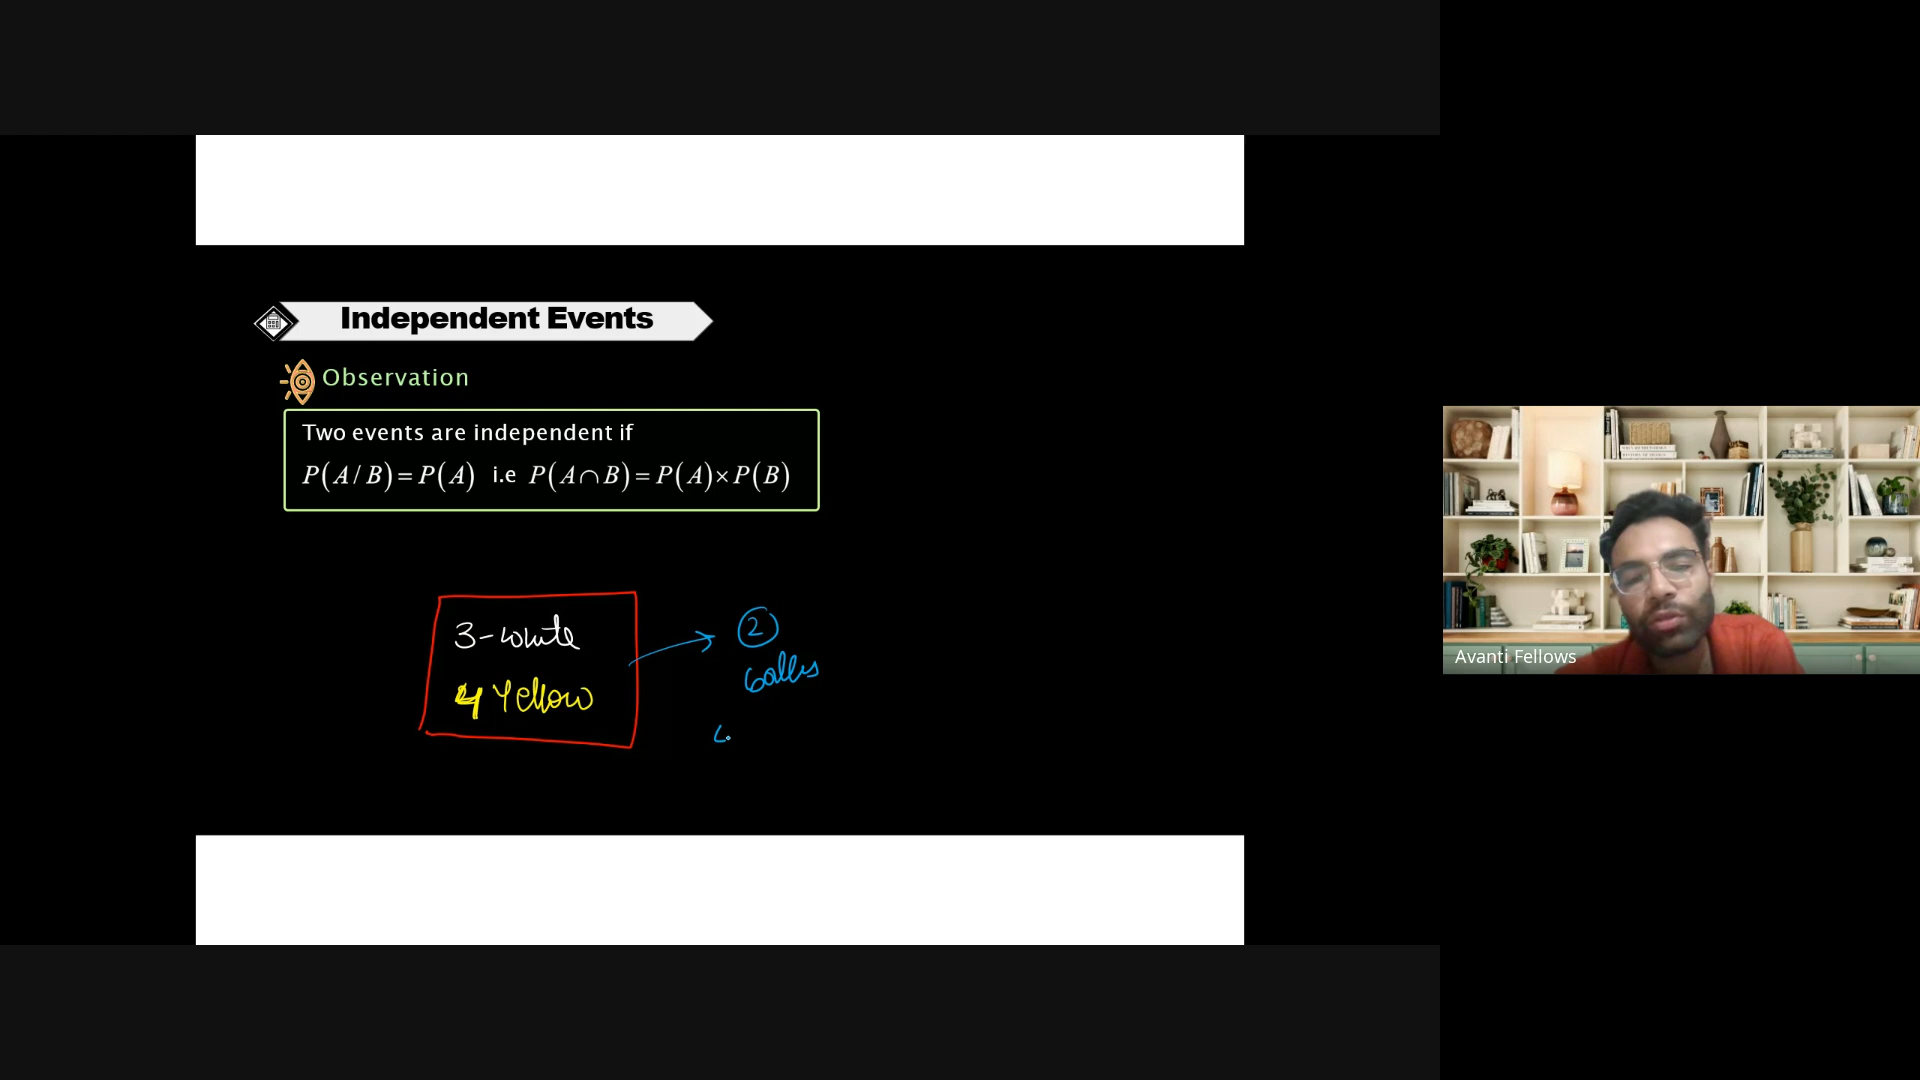 Independent Events
Observation
Two events are independent if
P(A/B)=P(A) i.e P(A∩B)=P(A)×P(B)
3-white
4 Yellow
2
balls
Avanti Fellows